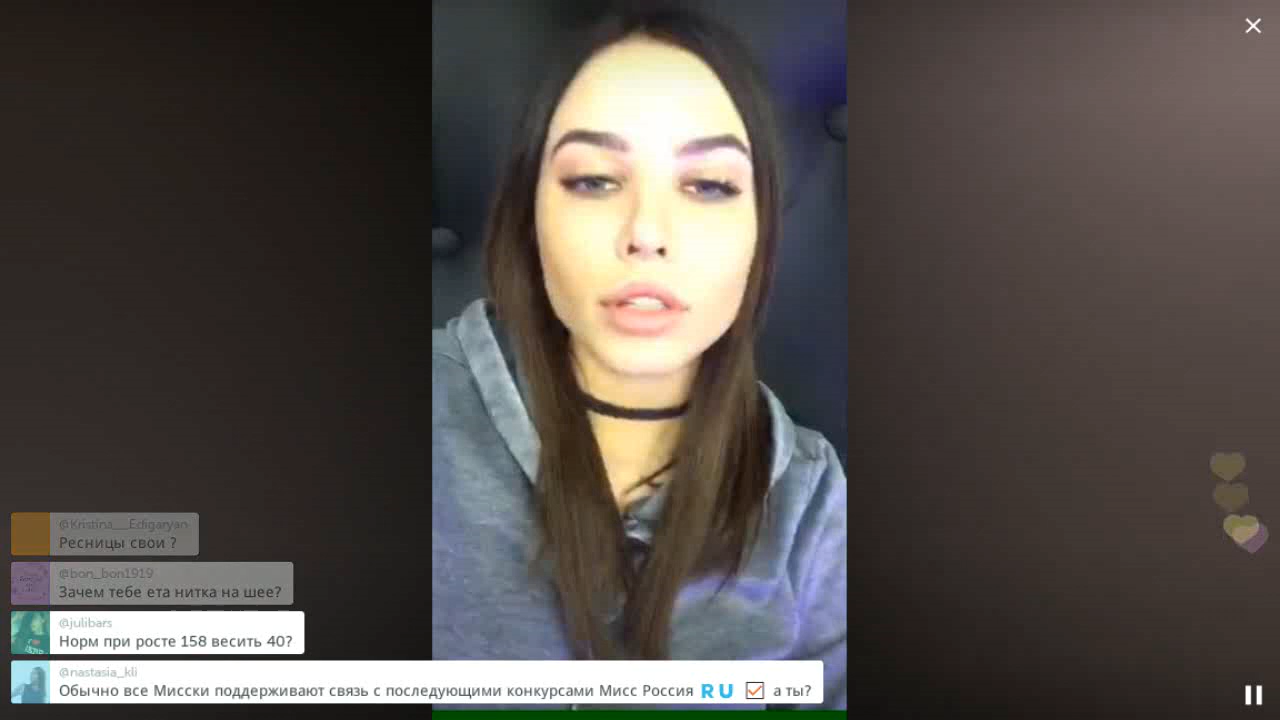 @Kristina__Edigaryan
Ресницы свои ?
@bon_bon1919
Зачем тебе ета нитка на шее?
@julibars
Норм при росте 158 весить 40?
@nastasia_kli
Обычно все Мисски поддерживают связь с последующими конкурсами Мисс Россия RU ☑ а ты?